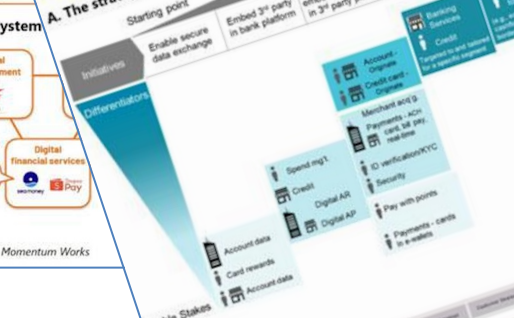 ystem
ment
Digital
financial services
seamoney
Pay
Momentum Works
A. The stra
Starting point
Initiatives
Enable secure
data exchange
Embed 3rd party
in bank platform
in 3rd party
Differentiators
Account data
Card rewards
Account data
Spend mg't.
Credit
Digital AR
Digital AP
Account -
Originate
Credit card -
Originate
Merchant acq'g.
Payments - ACH
card, bill pay,
real-time
ID verification/KYC
Security
Pay with points
Payments - cards
in e-wallets
Banking
Services
Credit
Targeted to and tailored
for a specific segment
Stakes